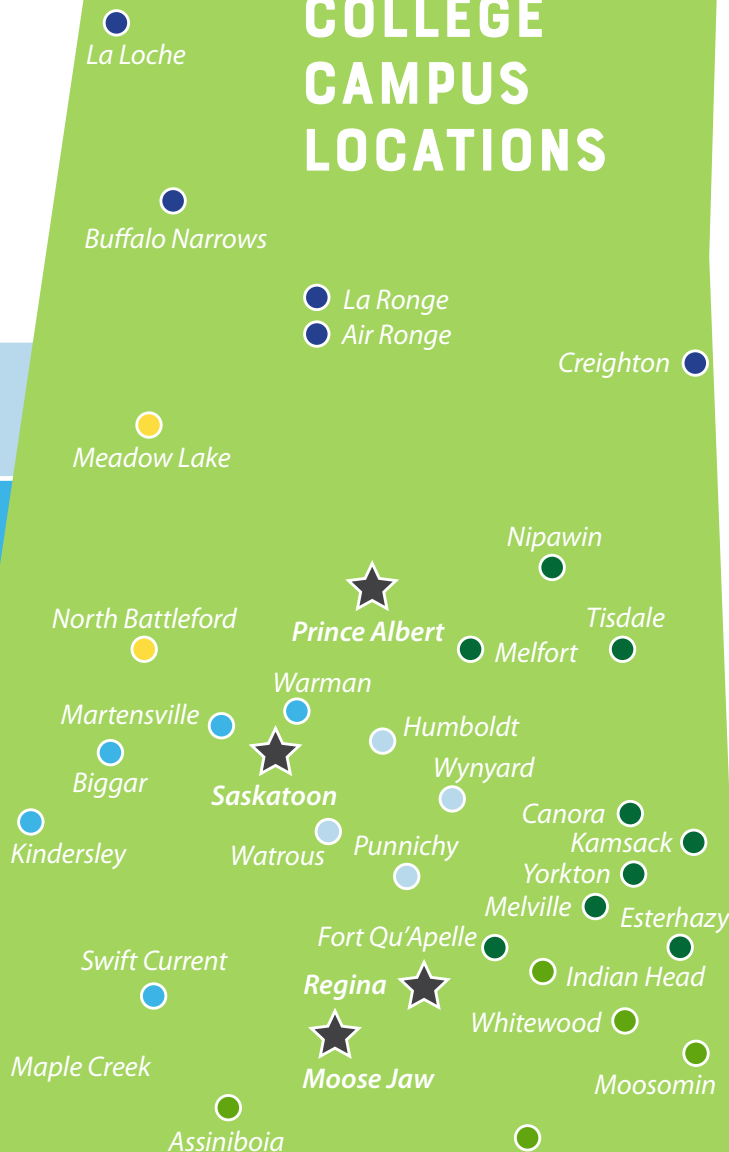 COLLEGE
CAMPUS
LOCATIONS
La Loche
Buffalo Narrows
La Ronge
Air Ronge
Creighton
Meadow Lake
Nipawin
North Battleford
Prince Albert
Tisdale
Melfort
Warman
Martensville
Humboldt
Biggar
Wynyard
Saskatoon
Canora
Kamsack
Kindersley
Watrous
Punnichy
Yorkton
Melville
Esterhazy
Fort Qu'Apelle
Swift Current
Indian Head
Regina
Whitewood
Maple Creek
Moose Jaw
Moosomin
Assiniboia